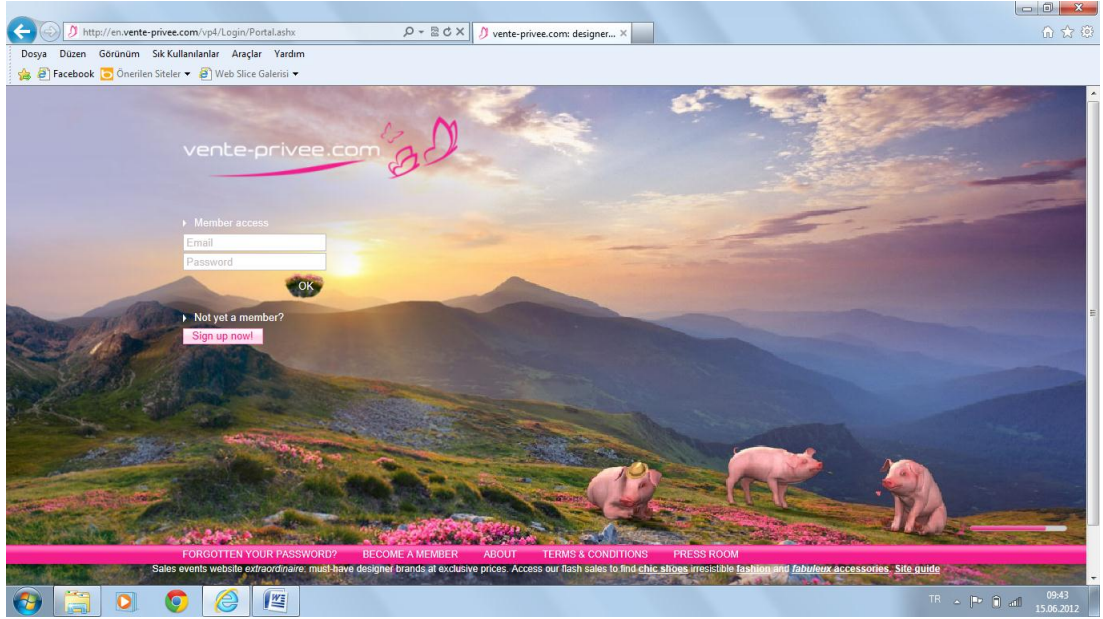 http://en.vente-privee.com/vp4/Login/Portal.ashx
vente-privee.com: designer...
Dosya Düzen Görünüm Sık Kullanılanlar Araçlar Yardım
Facebook Önerilen Siteler Web Slice Galerisi
vente-privee.com
Member access
Email
Password
OK
Not yet a member?
Sign up now!
FORGOTTEN YOUR PASSWORD? BECOME A MEMBER ABOUT TERMS & CONDITIONS PRESS ROOM
Sales events website extraordinaire: must-have designer brands at exclusive prices. Access our flash sales to find chic shoes irresistible fashion and fabuleux accessories. Site guide
TR
09:43
15.06.2012